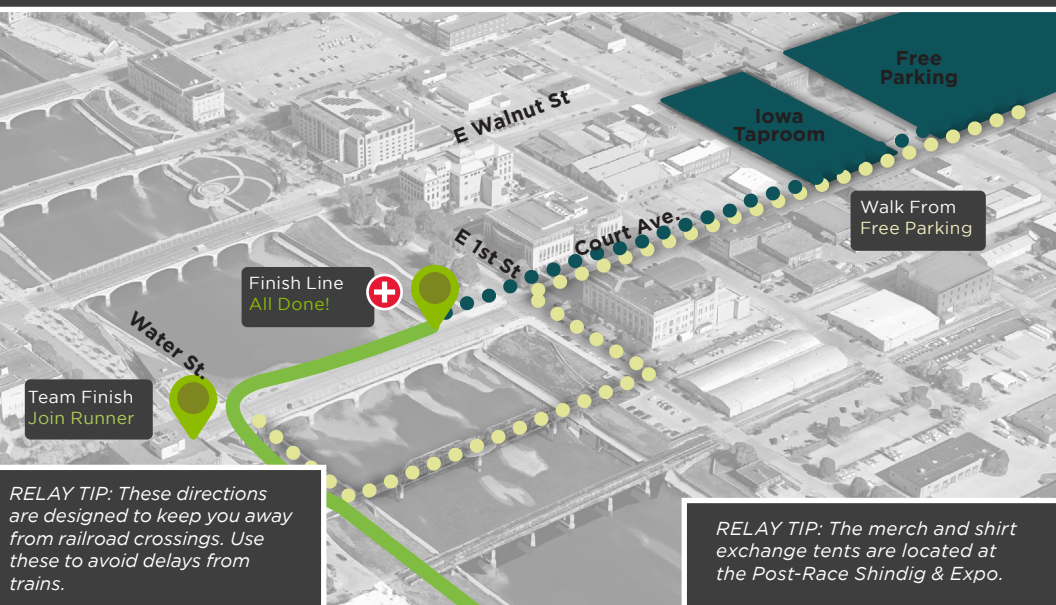 Free
Parking
Iowa
Taproom
E Walnut St
Walk From
Free Parking
Court Ave.
E 1st St
Finish Line
All Done!
Water St.
Team Finish
Join Runner
RELAY TIP: These directions
are designed to keep you away
from railroad crossings. Use
these to avoid delays from
trains.
RELAY TIP: The merch and shirt
exchange tents are located at
the Post-Race Shindig & Expo.